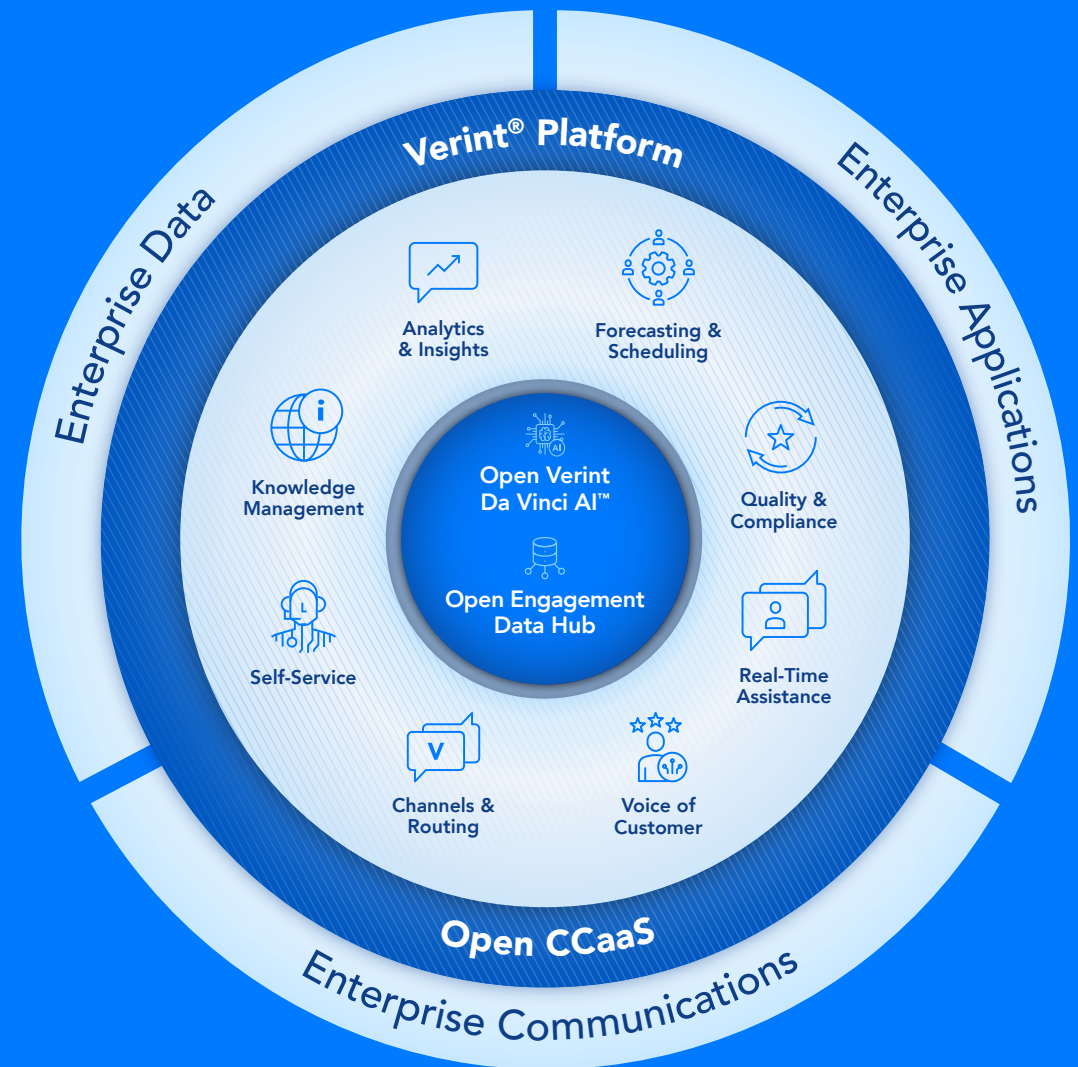 Verint® Platform
Enterprise Data
Enterprise Applications
Analytics
& Insights
Forecasting &
Scheduling
i
Knowledge
Management
Quality &
Compliance
AI
Open Verint
Da Vinci AI™
Open Engagement
Data Hub
L
Self-Service
Real-Time
Assistance
V
Channels &
Routing
Voice of
Customer
Open CCaaS
Enterprise Communications